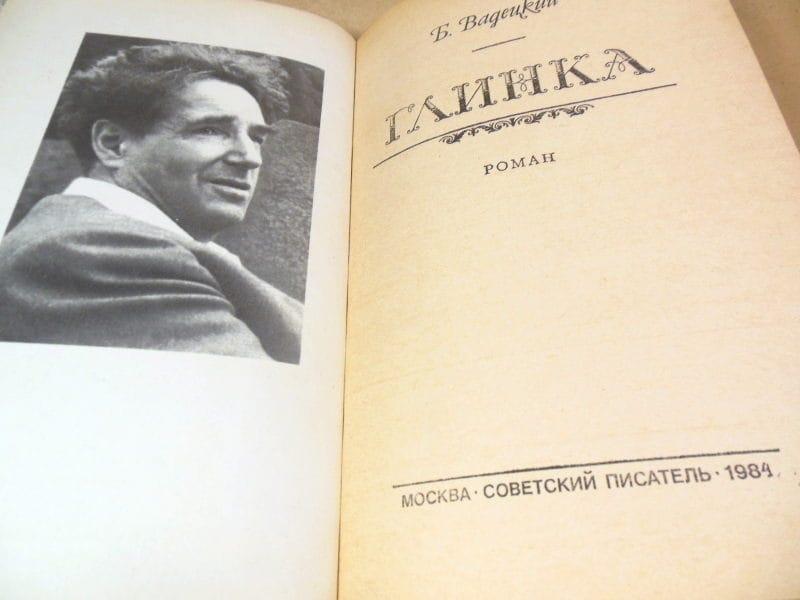 Б. Вадецкий
ГЛИНКА
РОМАН
МОСКВА · СОВЕТСКИЙ ПИСАТЕЛЬ · 1984